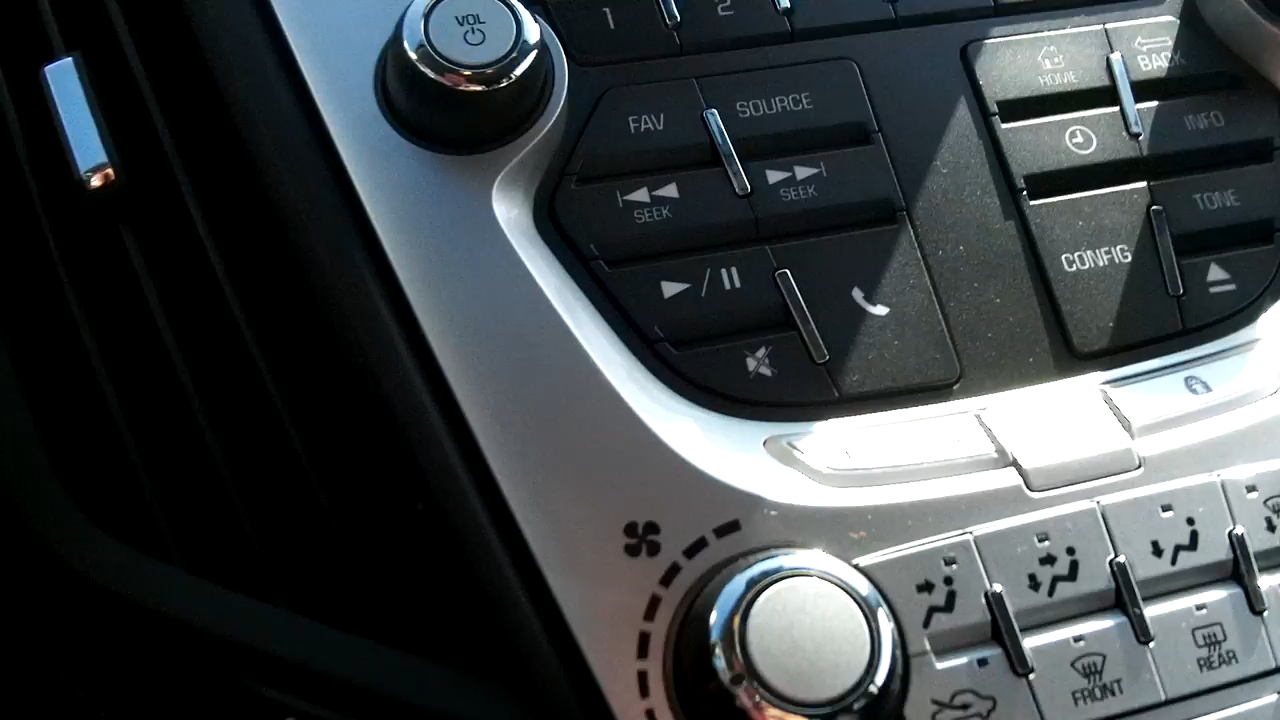 VOL
1
2
FAV
SOURCE
SEEK
SEEK
HOME
BACK
INFO
CONFIG
TONE
FRONT
REAR